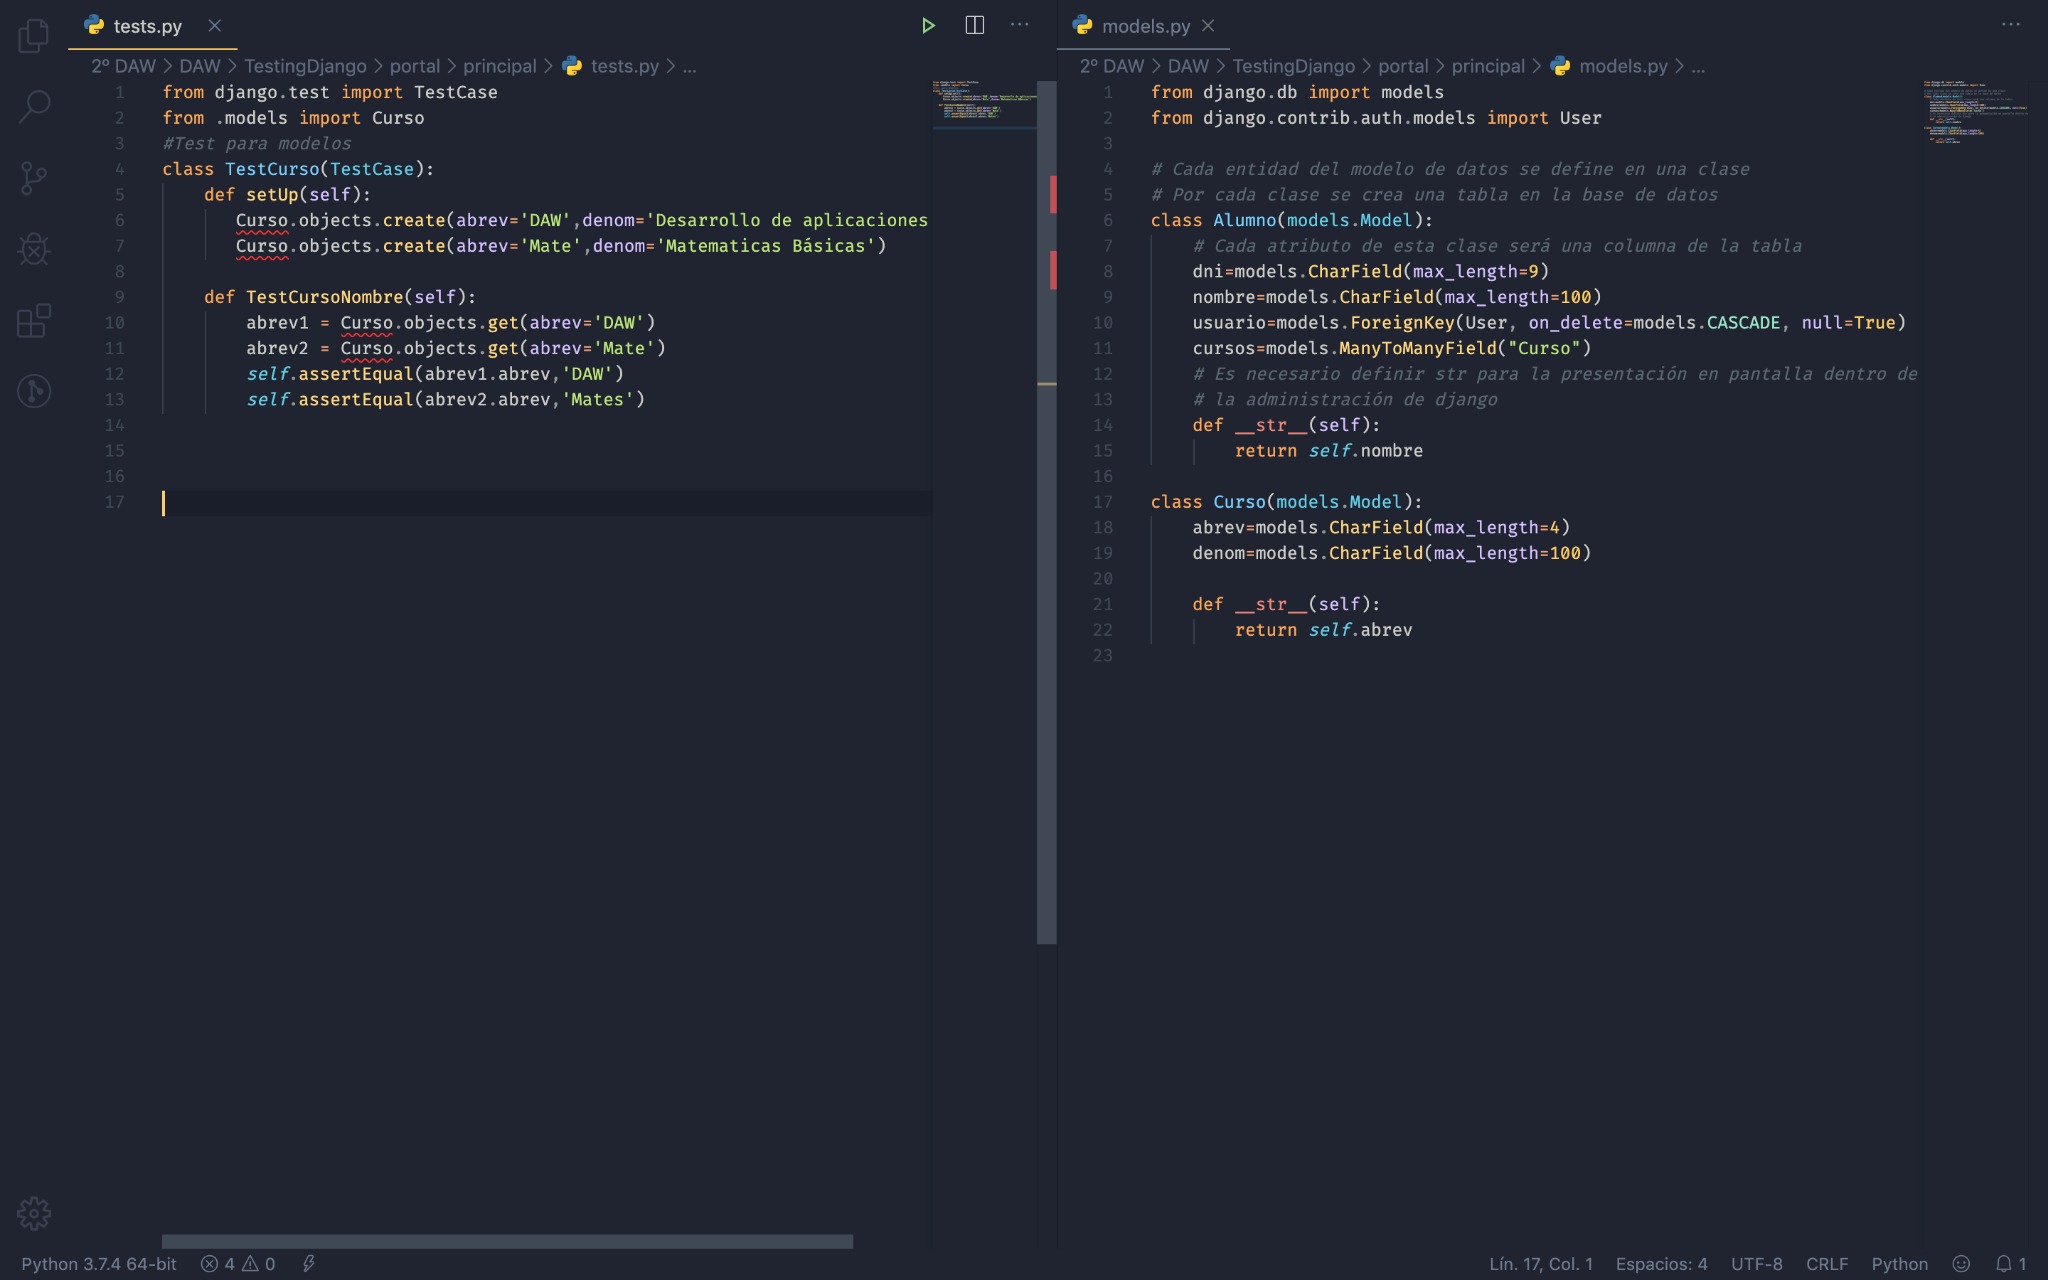 tests.py
2º DAW > DAW > TestingDjango > portal > principal > tests.py > ...
1 from django.test import TestCase
2 from .models import Curso
3 #Test para modelos
4 class TestCurso(TestCase):
5 def setUp(self):
6 Curso.objects.create(abrev='DAW',denom='Desarrollo de aplicaciones
7 Curso.objects.create(abrev='Mate',denom='Matematicas Básicas')
8
9 def TestCursoNombre(self):
10 abrev1 = Curso.objects.get(abrev='DAW')
11 abrev2 = Curso.objects.get(abrev='Mate')
12 self.assertEqual(abrev1.abrev,'DAW')
13 self.assertEqual(abrev2.abrev,'Mates')
14
15
16
17
models.py
2º DAW > DAW > TestingDjango > portal > principal > models.py > ...
1 from django.db import models
2 from django.contrib.auth.models import User
3
4 # Cada entidad del modelo de datos se define en una clase
5 # Por cada clase se crea una tabla en la base de datos
6 class Alumno(models.Model):
7 # Cada atributo de esta clase será una columna de la tabla
8 dni=models.CharField(max_length=9)
9 nombre=models.CharField(max_length=100)
10 usuario=models.ForeignKey(User, on_delete=models.CASCADE, null=True)
11 cursos=models.ManyToManyField("Curso")
12 # Es necesario definir str para la presentación en pantalla dentro de
13 # la administración de django
14 def __str__(self):
15 return self.nombre
16
17 class Curso(models.Model):
18 abrev=models.CharField(max_length=4)
19 denom=models.CharField(max_length=100)
20
21 def __str__(self):
22 return self.abrev
23
Python 3.7.4 64-bit 4 0 Lín. 17, Col. 1 Espacios: 4 UTF-8 CRLF Python 1